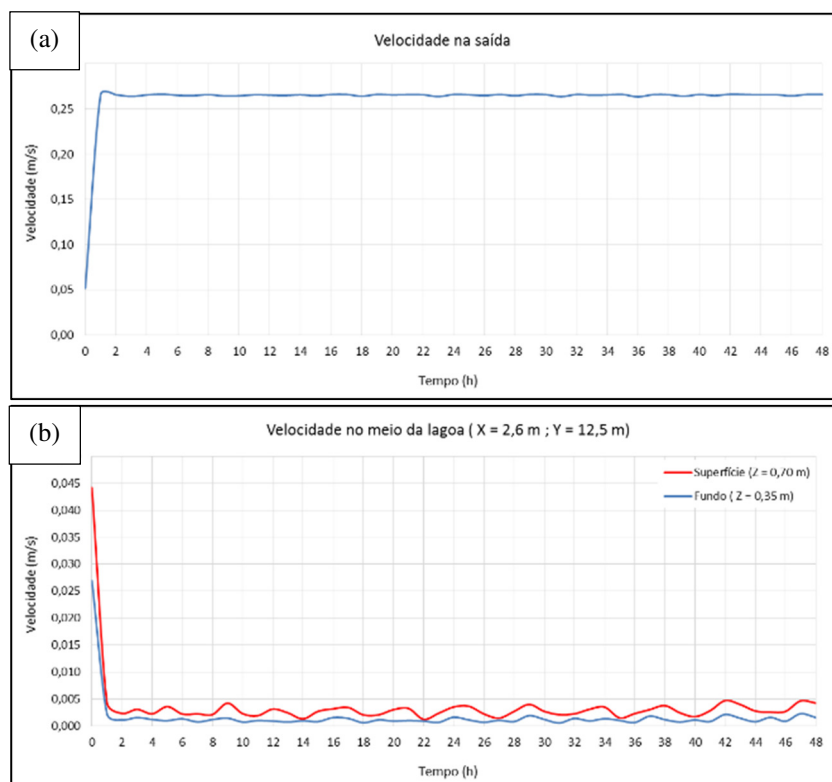 (a)
Velocidade na saída
Velocidade (m/s)
0,25
0,20
0,15
0,10
0,05
0,00
0 2 4 6 8 10 12 14 16 18 20 22 24 26 28 30 32 34 36 38 40 42 44 46 48
Tempo (h)
(b)
Velocidade no meio da lagoa ( X = 2,6 m ; Y = 12,5 m)
Superfície (Z = 0,70 m)
Fundo ( Z – 0,35 m)
Velocidade (m/s)
0,045
0,040
0,035
0,030
0,025
0,020
0,015
0,010
0,005
0,000
0 2 4 6 8 10 12 14 16 18 20 22 24 26 28 30 32 34 36 38 40 42 44 46 48
Tempo (h)